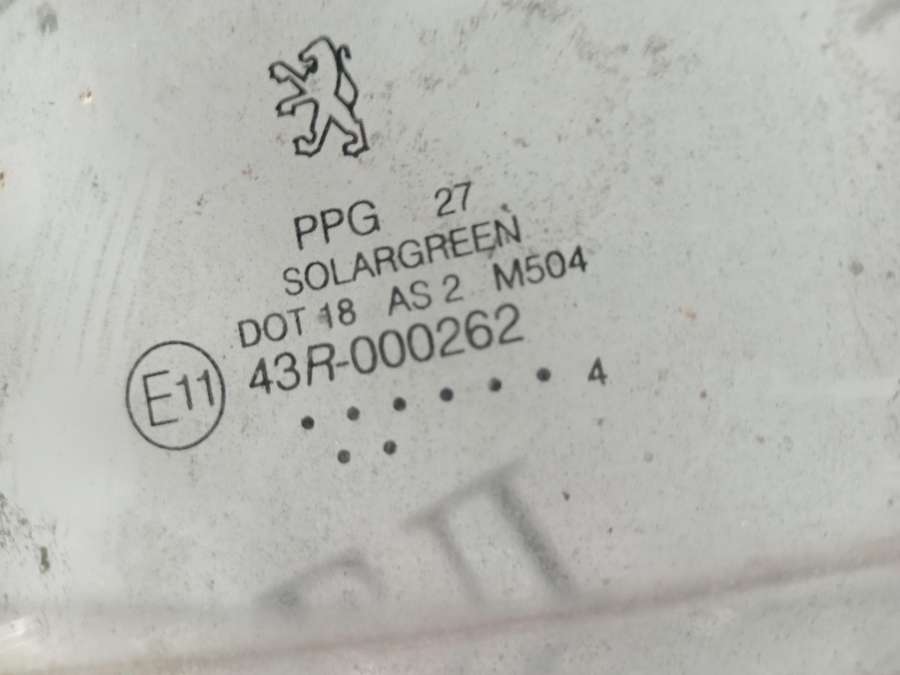 PPG 27
SOLARGREEN
DOT 18 AS 2 M504
E11 43R-000262
• • • • • • 4
• •